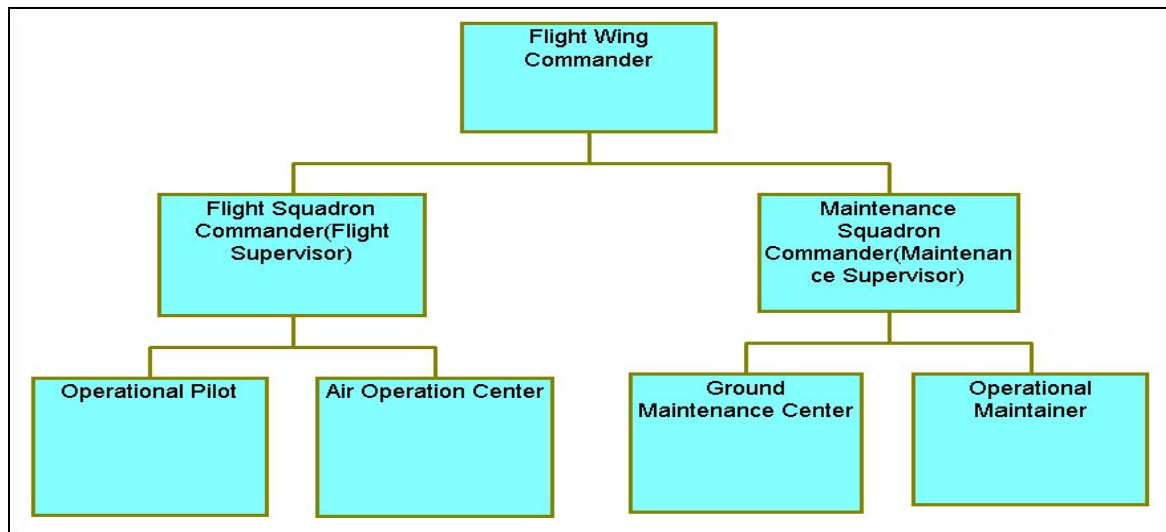 Flight Wing
Commander
Flight Squadron
Commander(Flight
Supervisor)
Maintenance
Squadron
Commander(Maintenan
ce Supervisor)
Operational Pilot
Air Operation Center
Ground
Maintenance Center
Operational
Maintainer